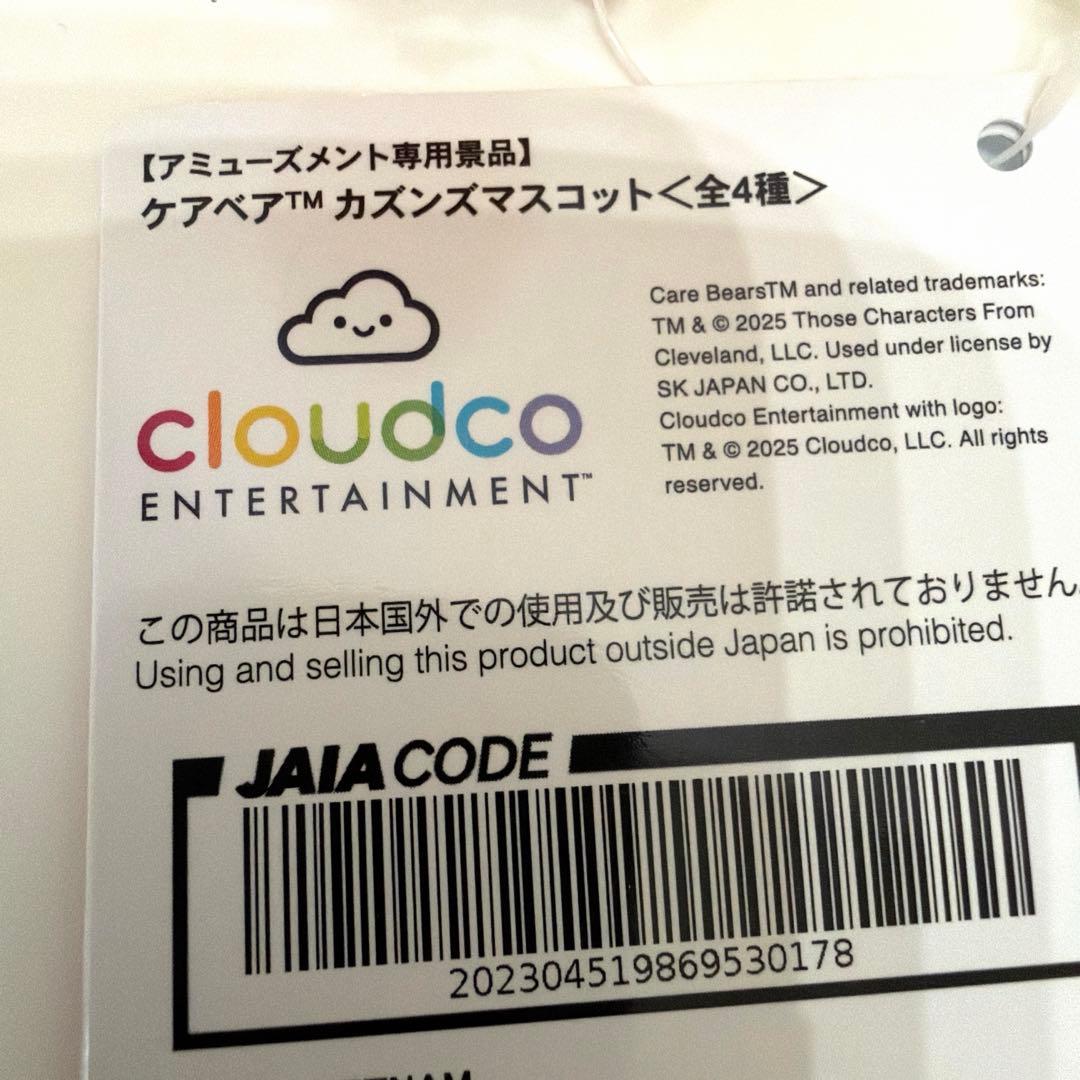 【アミューズメント専用景品】
ケアベア™ カズンズマスコット＜全4種＞
cloudco
ENTERTAINMENT™
Care BearsTM and related trademarks:
TM & © 2025 Those Characters From
Cleveland, LLC. Used under license by
SK JAPAN CO., LTD.
Cloudco Entertainment with logo:
TM & © 2025 Cloudco, LLC. All rights
reserved.
この商品は日本国外での使用及び販売は許諾されておりません。
Using and selling this product outside Japan is prohibited.
JAIA CODE
202304519869530178